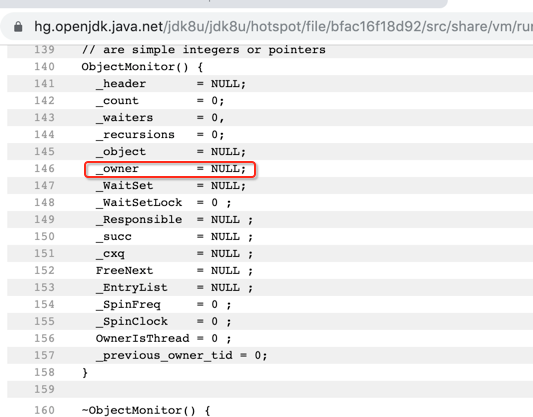 hg.openjdk.java.net/jdk8u/jdk8u/hotspot/file/bfac16f18d92/src/share/vm/ru
139 // are simple integers or pointers
140 ObjectMonitor() {
141 _header = NULL;
142 _count = 0;
143 _waiters = 0,
144 _recursions = 0;
145 _object = NULL;
146 _owner = NULL;
147 _WaitSet = NULL;
148 _WaitSetLock = 0 ;
149 _Responsible = NULL ;
150 _succ = NULL ;
151 _cxq = NULL ;
152 FreeNext = NULL ;
153 _EntryList = NULL ;
154 _SpinFreq = 0 ;
155 _SpinClock = 0 ;
156 OwnerIsThread = 0 ;
157 _previous_owner_tid = 0;
158 }
159
160 ~ObjectMonitor() {